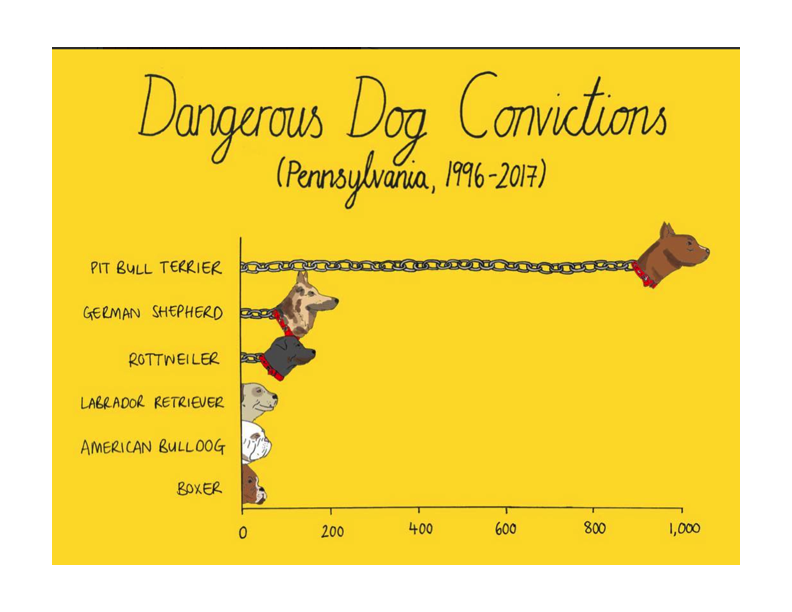 Dangerous Dog Convictions
(Pennsylvania, 1996-2017)
PIT BULL TERRIER
GERMAN SHEPHERD
ROTTWEILER
LABRADOR RETRIEVER
AMERICAN BULLDOG
BOXER
0 200 400 600 800 1,000